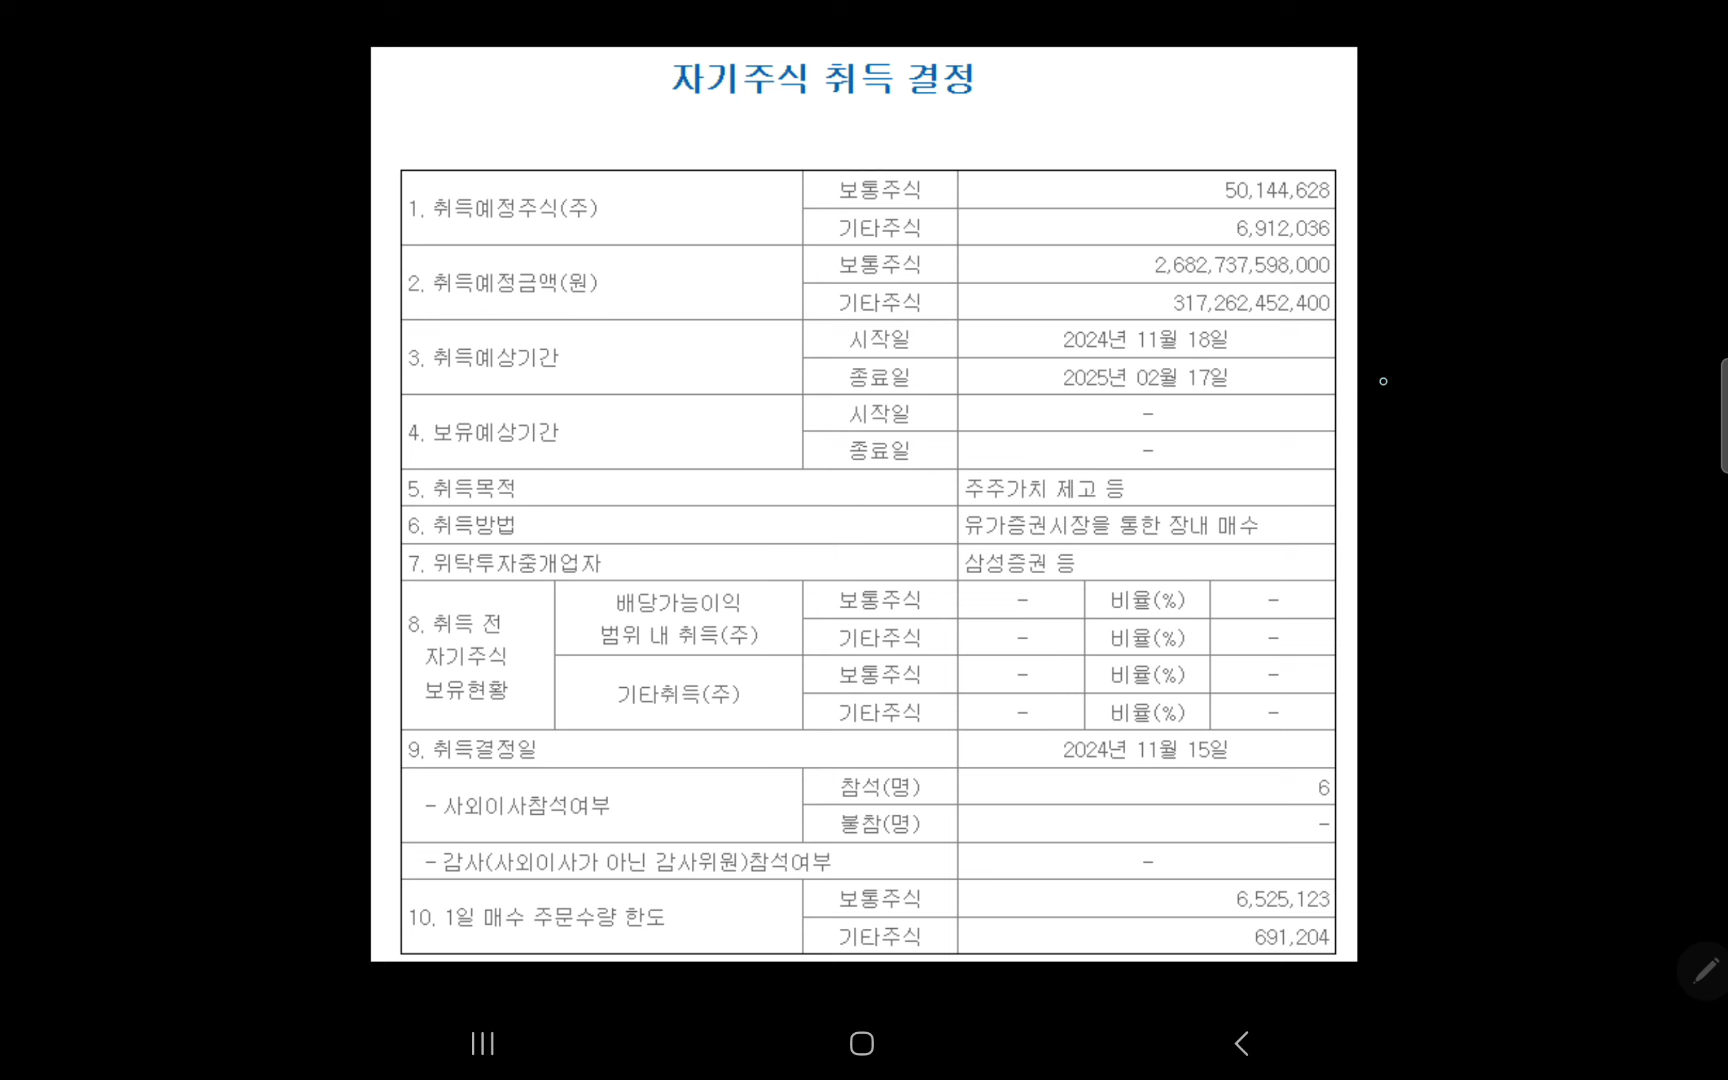 자기주식 취득 결정
1. 취득예정주식(주) 보통주식 50,144,628
기타주식 6,912,036
2. 취득예정금액(원) 보통주식 2,682,737,598,000
기타주식 317,262,452,400
3. 취득예상기간 시작일 2024년 11월 18일
종료일 2025년 02월 17일
4. 보유예상기간 시작일 -
종료일 -
5. 취득목적 주주가치 제고 등
6. 취득방법 유가증권시장을 통한 장내 매수
7. 위탁투자중개업자 삼성증권 등
8. 취득 전 자기주식 보유현황 배당가능이익 범위 내 취득(주) 보통주식 - 비율(%) -
기타주식 - 비율(%) -
기타취득(주) 보통주식 - 비율(%) -
기타주식 - 비율(%) -
9. 취득결정일 2024년 11월 15일
- 사외이사참석여부 참석(명) 6
불참(명) -
- 감사(사외이사가 아닌 감사위원)참석여부 -
10. 1일 매수 주문수량 한도 보통주식 6,525,123
기타주식 691,204